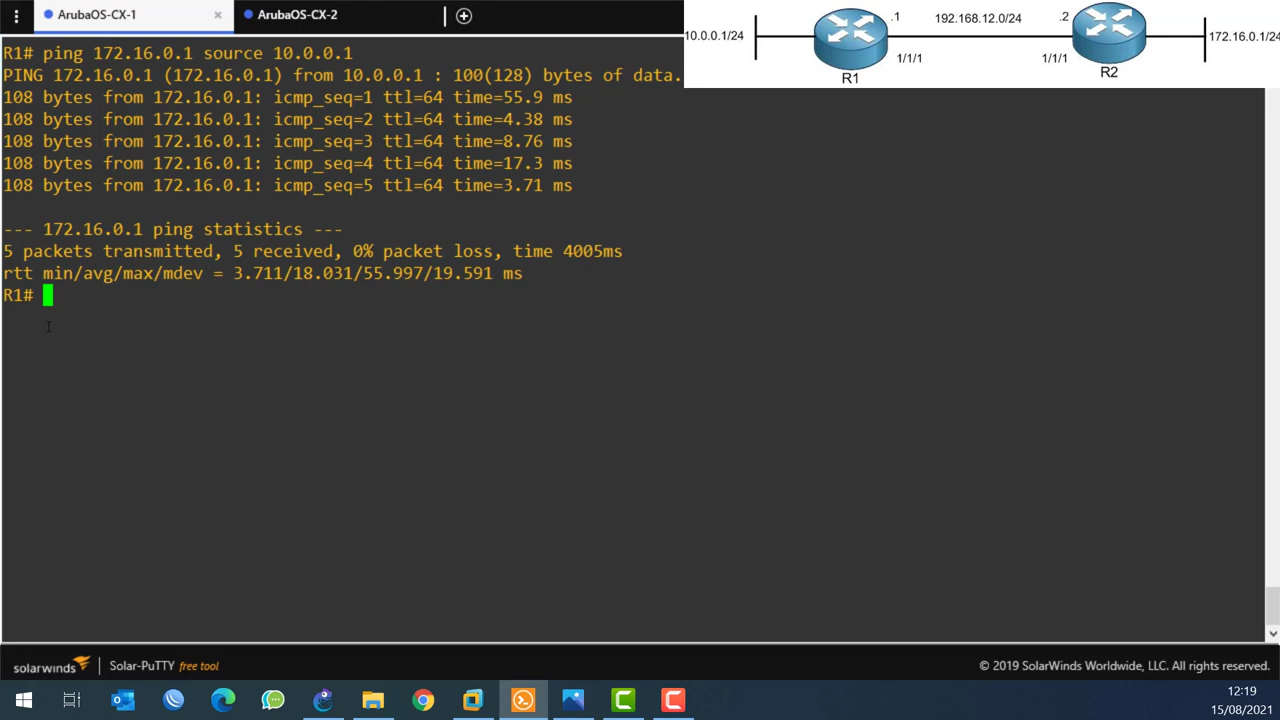 ArubaOS-CX-1
ArubaOS-CX-2
R1# ping 172.16.0.1 source 10.0.0.1
PING 172.16.0.1 (172.16.0.1) from 10.0.0.1 : 100(128) bytes of data.
108 bytes from 172.16.0.1: icmp_seq=1 ttl=64 time=55.9 ms
108 bytes from 172.16.0.1: icmp_seq=2 ttl=64 time=4.38 ms
108 bytes from 172.16.0.1: icmp_seq=3 ttl=64 time=8.76 ms
108 bytes from 172.16.0.1: icmp_seq=4 ttl=64 time=17.3 ms
108 bytes from 172.16.0.1: icmp_seq=5 ttl=64 time=3.71 ms
--- 172.16.0.1 ping statistics ---
5 packets transmitted, 5 received, 0% packet loss, time 4005ms
rtt min/avg/max/mdev = 3.711/18.031/55.997/19.591 ms
R1#
10.0.0.1/24
.1
192.168.12.0/24
.2
172.16.0.1/24
1/1/1
1/1/1
R1
R2
solarwinds
Solar-PuTTY free tool
© 2019 SolarWinds Worldwide, LLC. All rights reserved.
12:19
15/08/2021